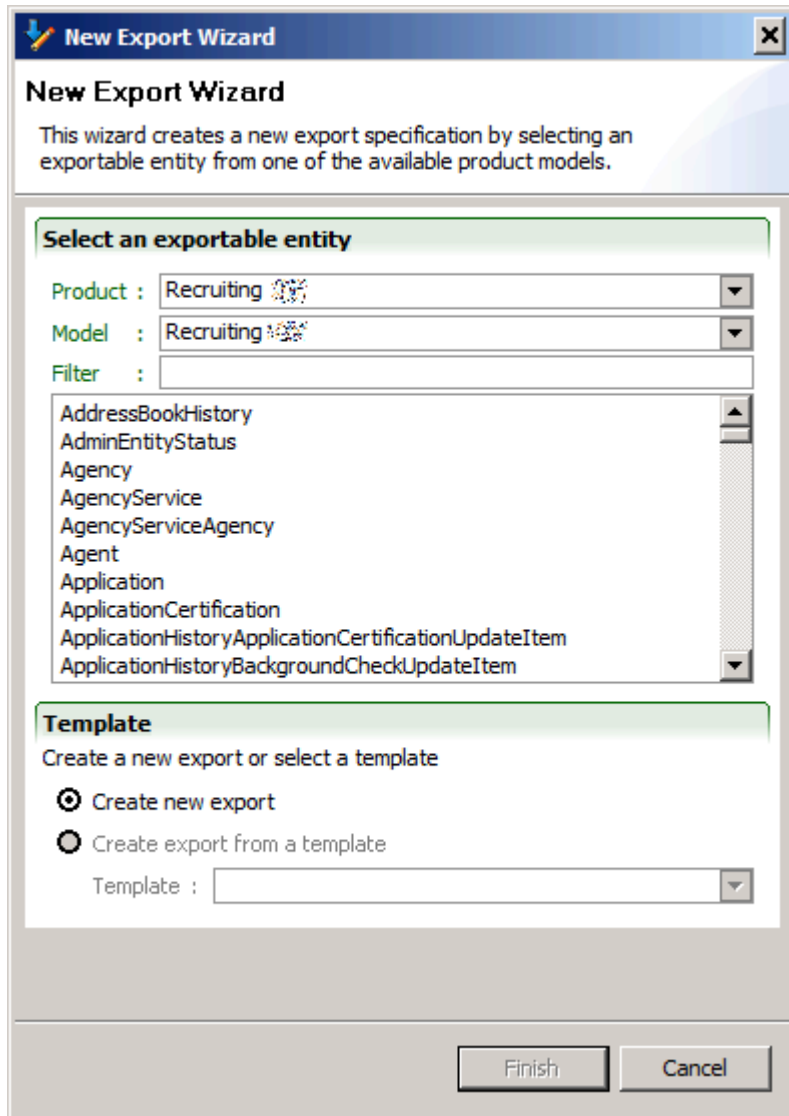 New Export Wizard
New Export Wizard
This wizard creates a new export specification by selecting an
exportable entity from one of the available product models.
Select an exportable entity
Product : Recruiting
Model : Recruiting
Filter :
AddressBookHistory
AdminEntityStatus
Agency
AgencyService
AgencyServiceAgency
Agent
Application
ApplicationCertification
ApplicationHistoryApplicationCertificationUpdateItem
ApplicationHistoryBackgroundCheckUpdateItem
Template
Create a new export or select a template
Create new export
Create export from a template
Template :
Finish Cancel